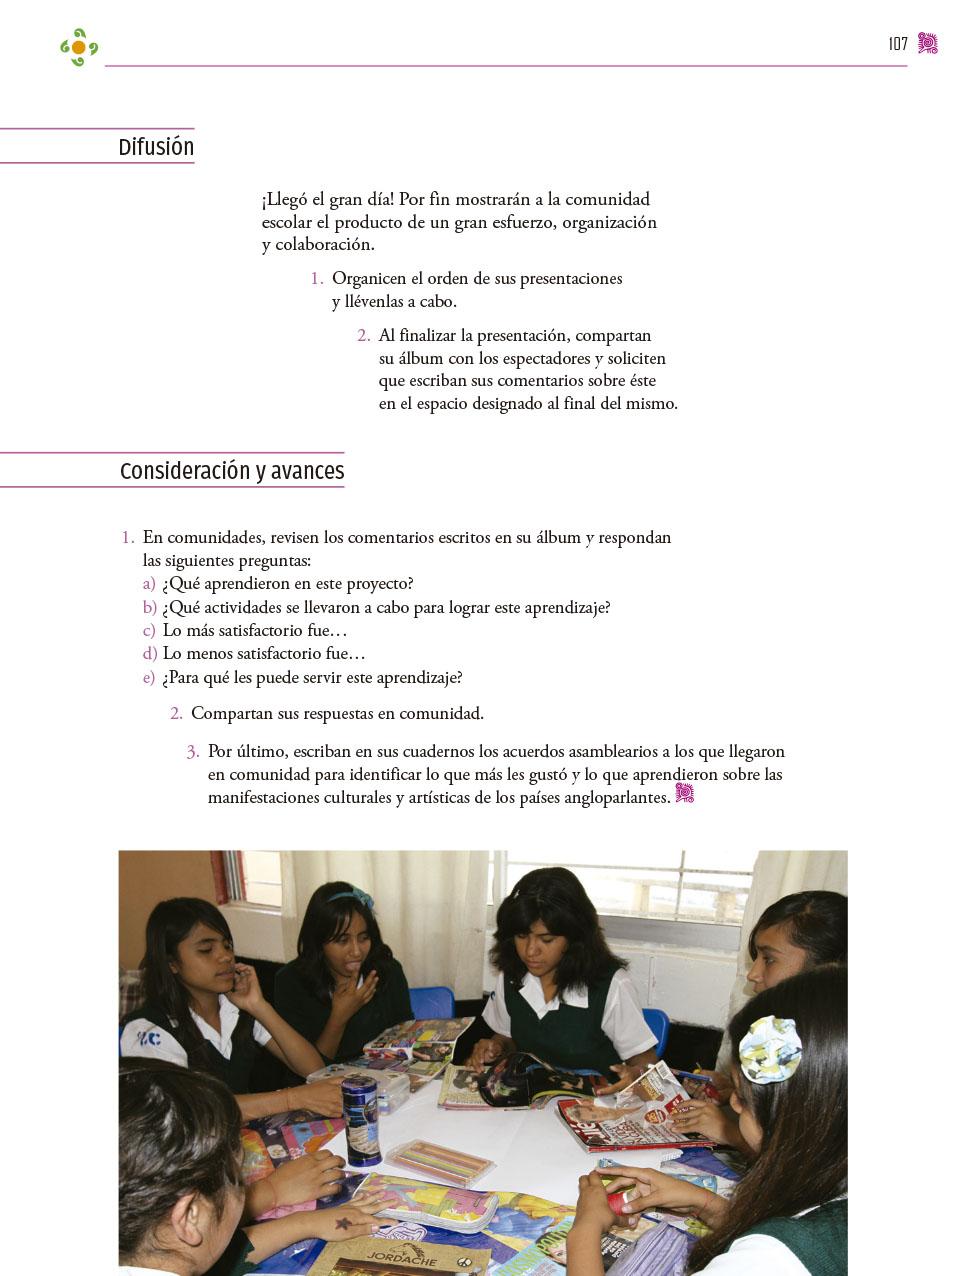 107
Difusión
¡Llegó el gran día! Por fin mostrarán a la comunidad
escolar el producto de un gran esfuerzo, organización
y colaboración.
1. Organicen el orden de sus presentaciones
y llévenlas a cabo.
2. Al finalizar la presentación, compartan
su álbum con los espectadores y soliciten
que escriban sus comentarios sobre éste
en el espacio designado al final del mismo.
Consideración y avances
1. En comunidades, revisen los comentarios escritos en su álbum y respondan
las siguientes preguntas:
a) ¿Qué aprendieron en este proyecto?
b) ¿Qué actividades se llevaron a cabo para lograr este aprendizaje?
c) Lo más satisfactorio fue…
d) Lo menos satisfactorio fue…
e) ¿Para qué les puede servir este aprendizaje?
2. Compartan sus respuestas en comunidad.
3. Por último, escriban en sus cuadernos los acuerdos asamblearios a los que llegaron
en comunidad para identificar lo que más les gustó y lo que aprendieron sobre las
manifestaciones culturales y artísticas de los países angloparlantes.
JORDACHE